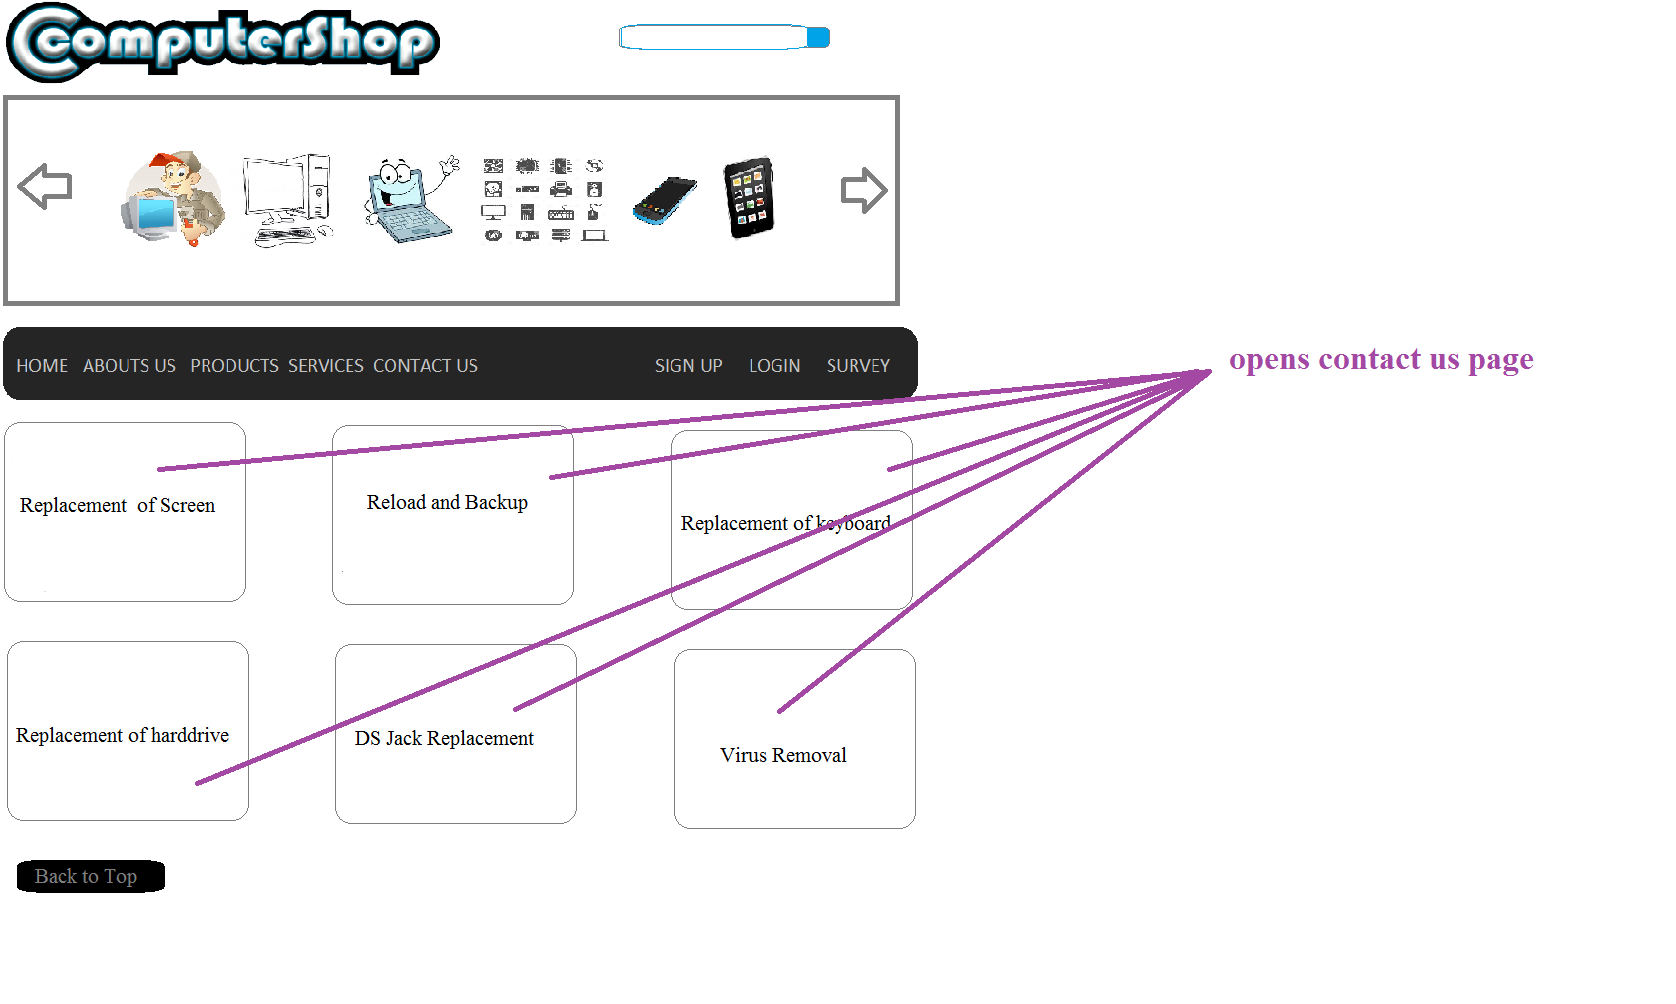 ComputerShop
HOME ABOUTS US PRODUCTS SERVICES CONTACT US SIGN UP LOGIN SURVEY
opens contact us page
Replacement of Screen
Reload and Backup
Replacement of keyboard
Replacement of harddrive
DS Jack Replacement
Virus Removal
Back to Top